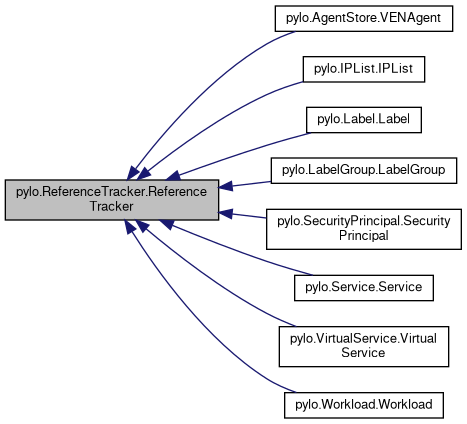 pylo.AgentStore.VENAgent
pylo.IPList.IPList
pylo.Label.Label
pylo.LabelGroup.LabelGroup
pylo.ReferenceTracker.Reference
Tracker
pylo.SecurityPrincipal.Security
Principal
pylo.Service.Service
pylo.VirtualService.Virtual
Service
pylo.Workload.Workload